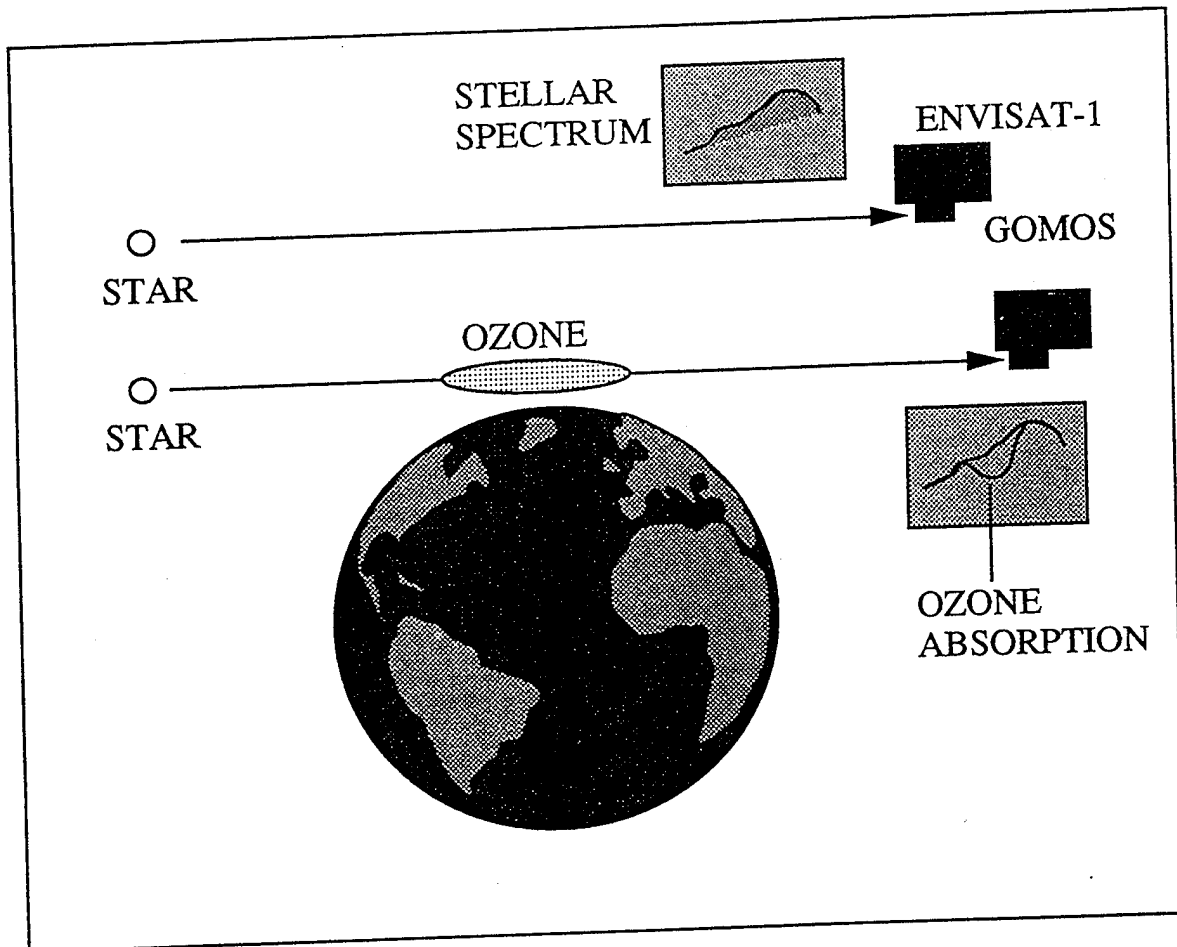 STELLAR
SPECTRUM
ENVISAT-1
GOMOS
STAR
OZONE
STAR
OZONE
ABSORPTION